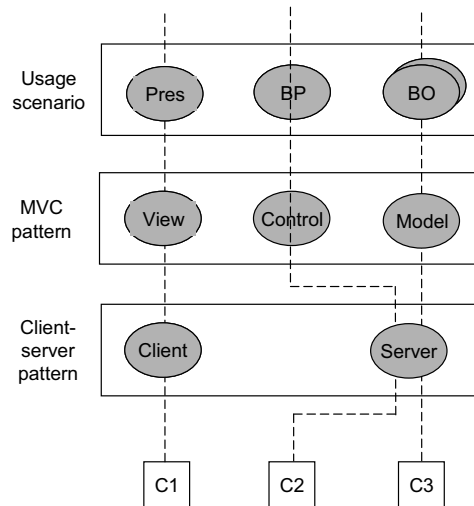 Usage
scenario
Pres
BP
BO
MVC
pattern
View
Control
Model
Client-
server
pattern
Client
Server
C1
C2
C3